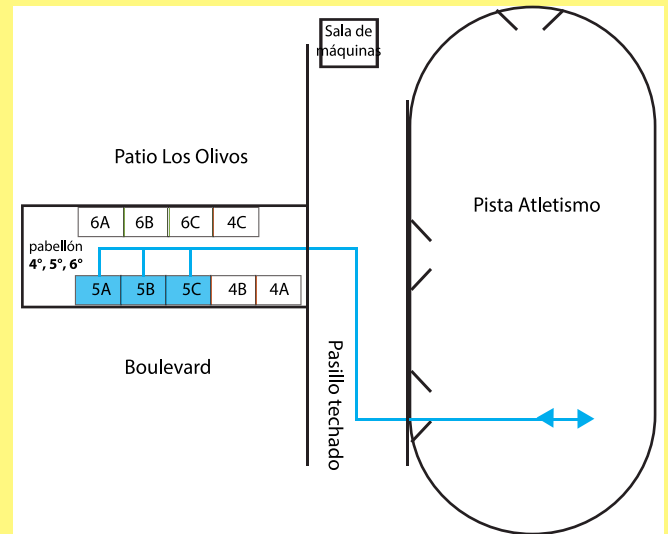 Sala de
máquinas
Patio Los Olivos
Pista Atletismo
6A 6B 6C 4C
pabellón
4°, 5°, 6°
5A 5B 5C 4B 4A
Boulevard
Pasillo techado